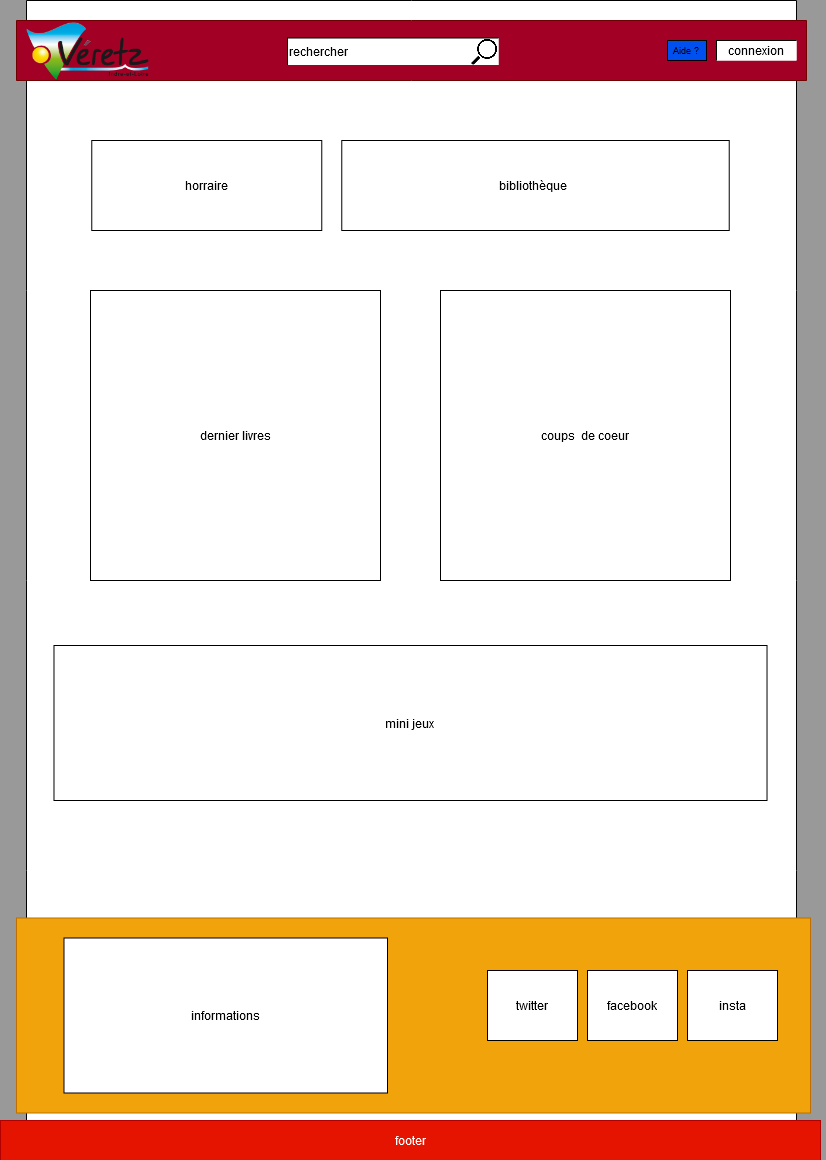 Véretz
rechercher
Aide ?
connexion
horraire
bibliothèque
dernier livres
coups  de coeur
mini jeux
informations
twitter
facebook
insta
footer